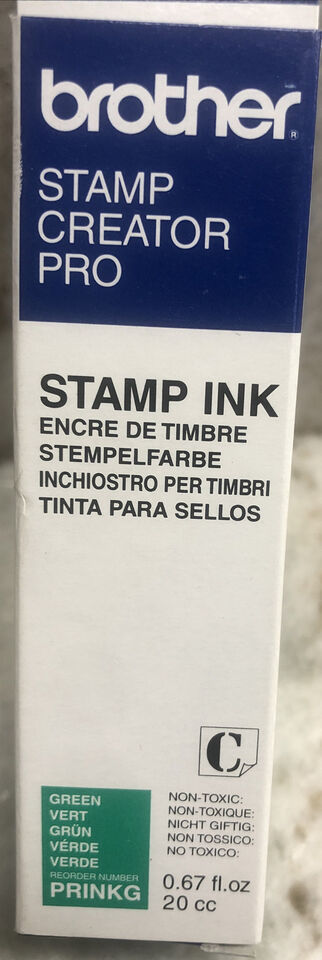 brother®
STAMP
CREATOR
PRO
STAMP INK
ENCRE DE TIMBRE
STEMPELFARBE
INCHIOSTRO PER TIMBRI
TINTA PARA SELLOS
C
GREEN
VERT
GRÜN
VÉRDE
VERDE
REORDER NUMBER
PRINKG
NON-TOXIC:
NON-TOXIQUE:
NICHT GIFTIG:
NON TOSSICO:
NO TOXICO:
0.67 fl.oz
20 cc